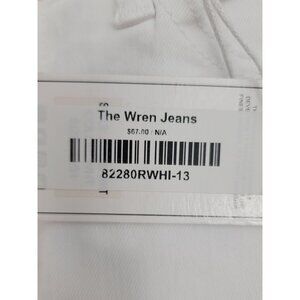 The Wren Jeans
$67.00 N/A
82280RWHI-13